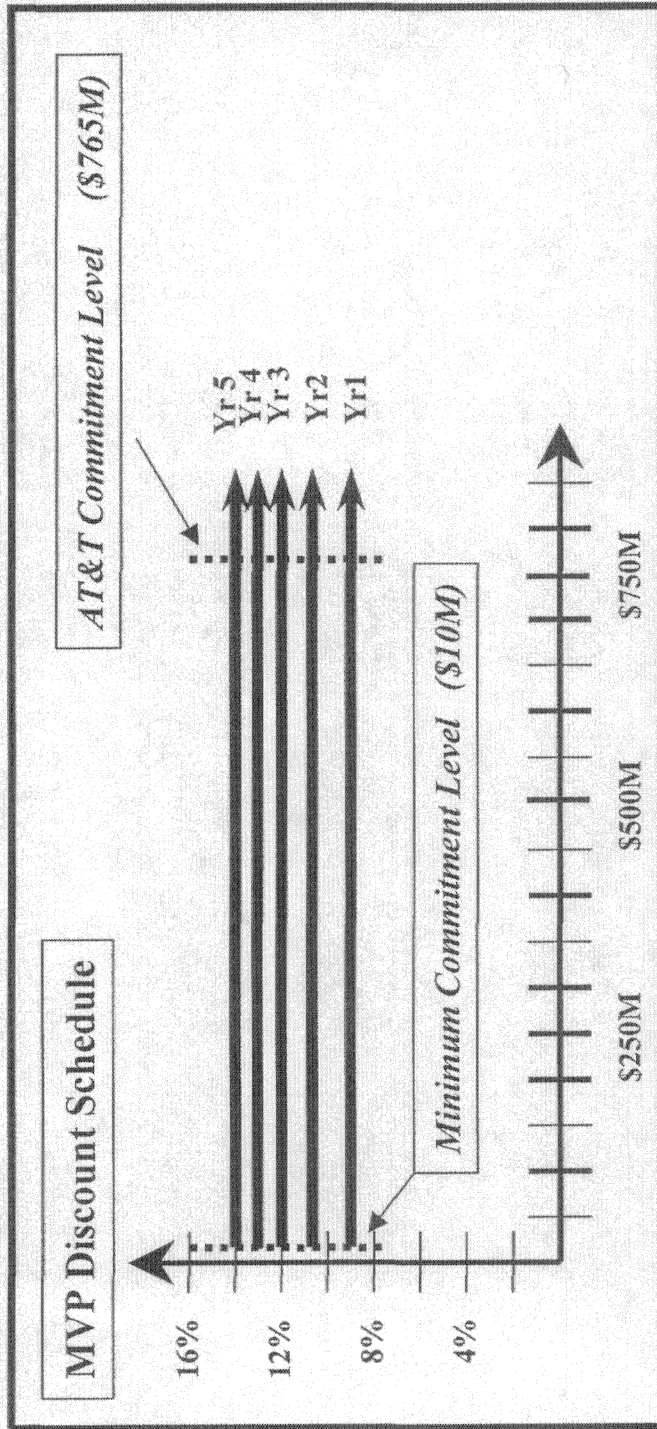 MVP Discount Schedule
AT&T Commitment Level ($765M)
16%
12%
8%
4%
Yr 5
Yr 4
Yr 3
Yr2
Yr1
Minimum Commitment Level ($10M)
$250M
$500M
$750M